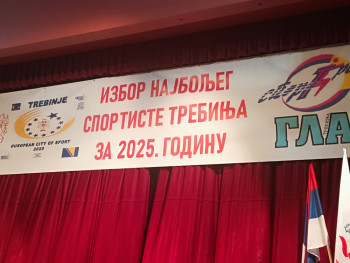 TREBINJE
EUROPEAN CITY OF SPORT
ИЗБОР НАЈБОЉЕГ
СПОРТИСТЕ ТРЕБИЊА
ЗА 2025. ГОДИНУ
ГЛА